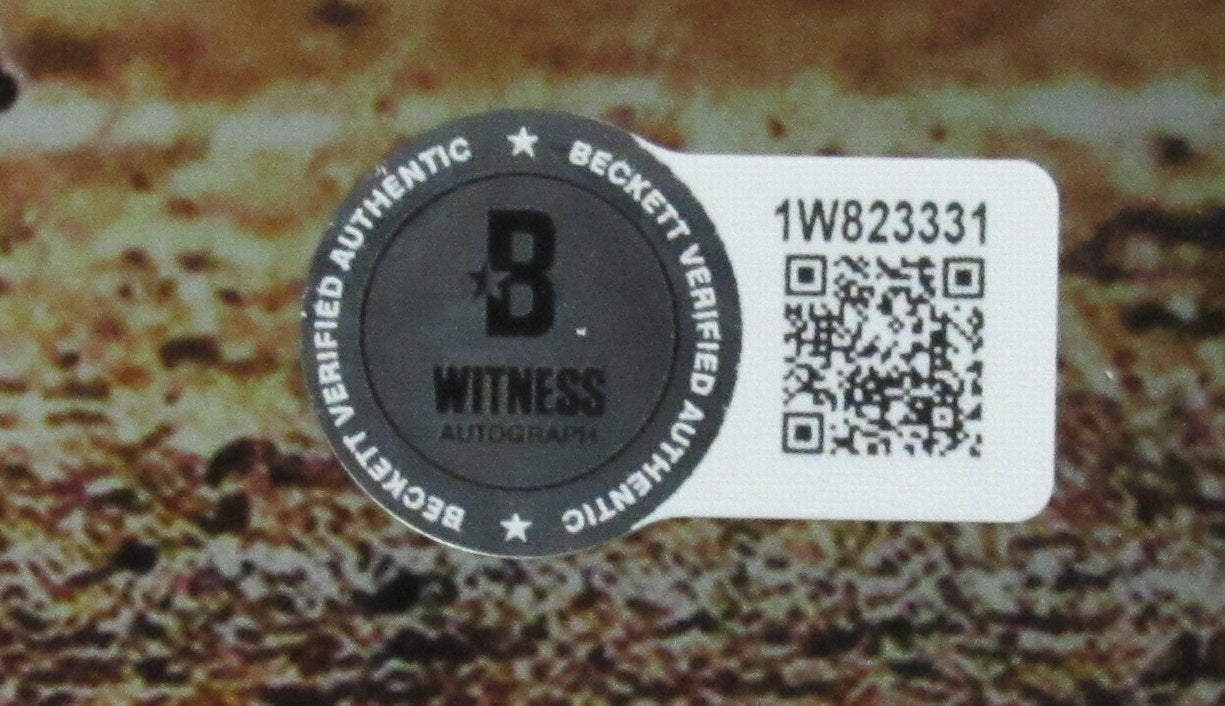 BECKETT VERIFIED AUTHENTIC ★ BECKETT VERIFIED AUTHENTIC ★
B
WITNESS
AUTOGRAPH
1W823331